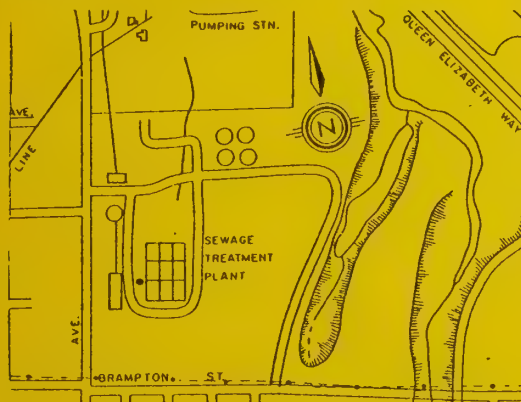 PUMPING STN.
QUEEN ELIZABETH WAY
AVE.
LINE
N
SEWAGE
TREATMENT
PLANT
AVE.
BRAMPTON ST.